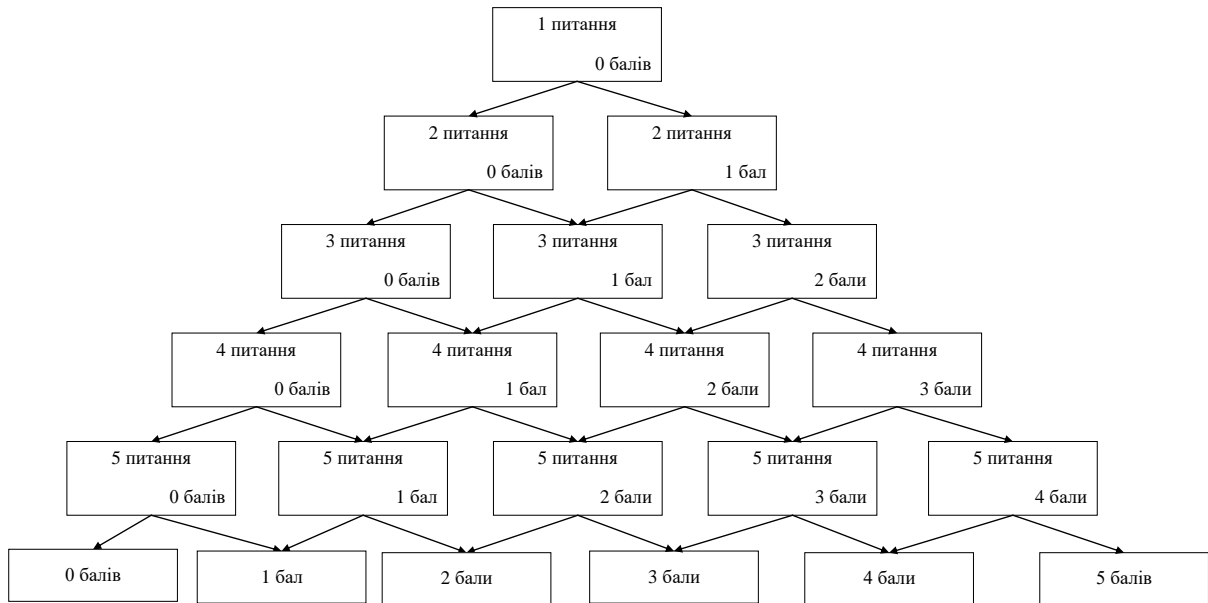 1 питання
0 балів
2 питання
0 балів
2 питання
1 бал
3 питання
0 балів
3 питання
1 бал
3 питання
2 бали
4 питання
0 балів
4 питання
1 бал
4 питання
2 бали
4 питання
3 бали
5 питання
0 балів
5 питання
1 бал
5 питання
2 бали
5 питання
3 бали
5 питання
4 бали
0 балів
1 бал
2 бали
3 бали
4 бали
5 балів